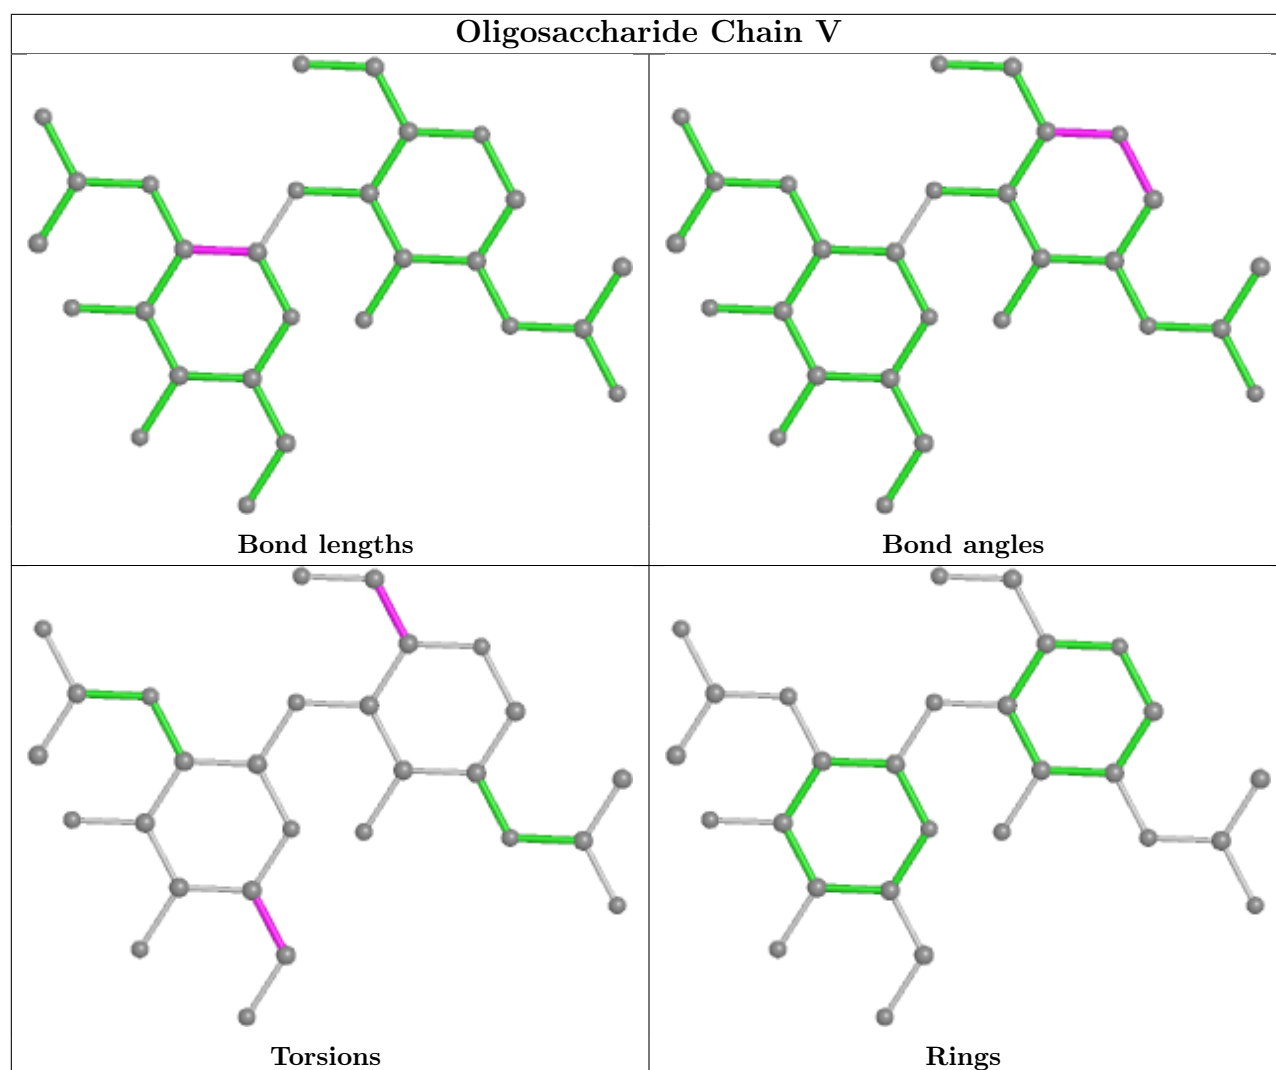 Oligosaccharide Chain V
Bond lengths
Bond angles
Torsions
Rings